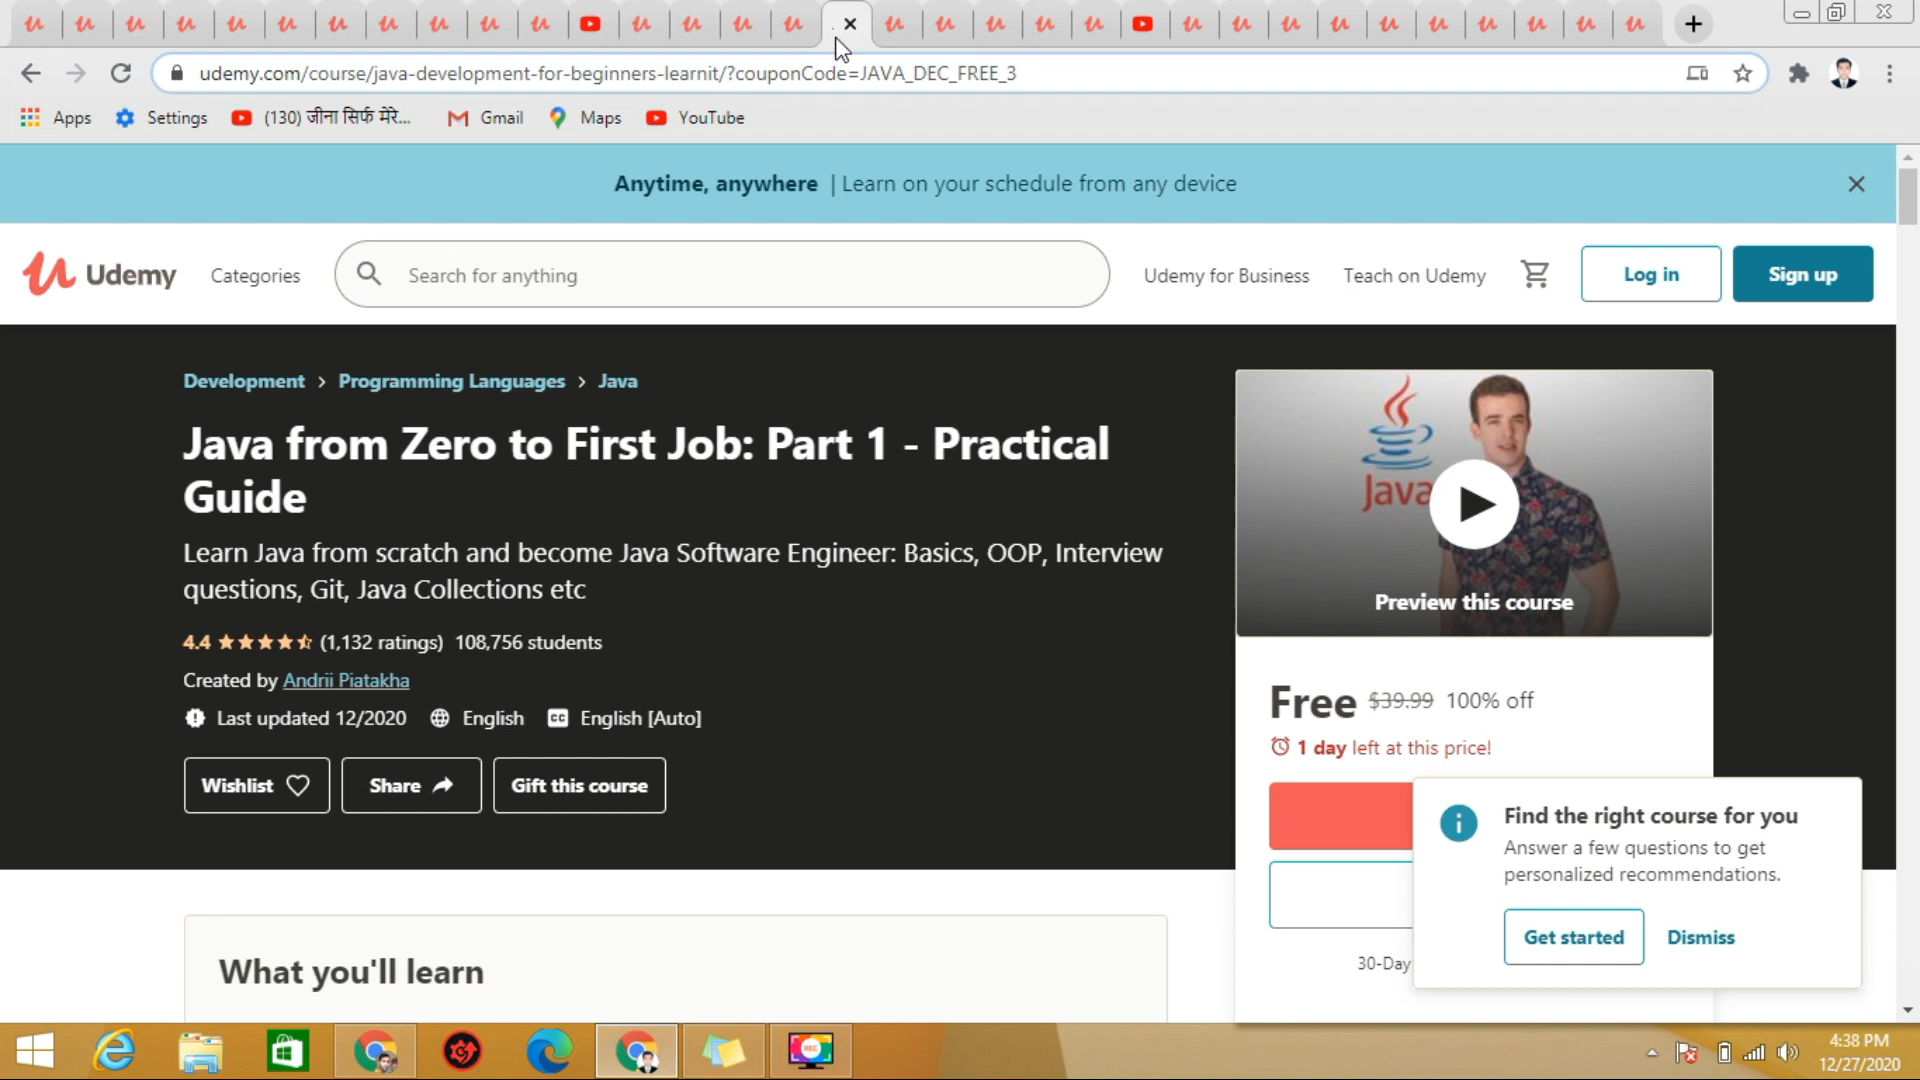 udemy.com/course/java-development-for-beginners-learnit/?couponCode=JAVA_DEC_FREE_3
Apps Settings (130) जीना सिर्फ मेरे... Gmail Maps YouTube
Anytime, anywhere | Learn on your schedule from any device
Udemy Categories Search for anything Udemy for Business Teach on Udemy Log in Sign up
Development > Programming Languages > Java
Java from Zero to First Job: Part 1 - Practical
Guide
Learn Java from scratch and become Java Software Engineer: Basics, OOP, Interview
questions, Git, Java Collections etc
4.4 (1,132 ratings) 108,756 students
Created by Andrii Piatakha
Last updated 12/2020 English CC English [Auto]
Wishlist Share Gift this course
What you'll learn
Java
Preview this course
Free $39.99 100% off
1 day left at this price!
30-Day
Find the right course for you
Answer a few questions to get
personalized recommendations.
Get started Dismiss
REC
4:38 PM
12/27/2020